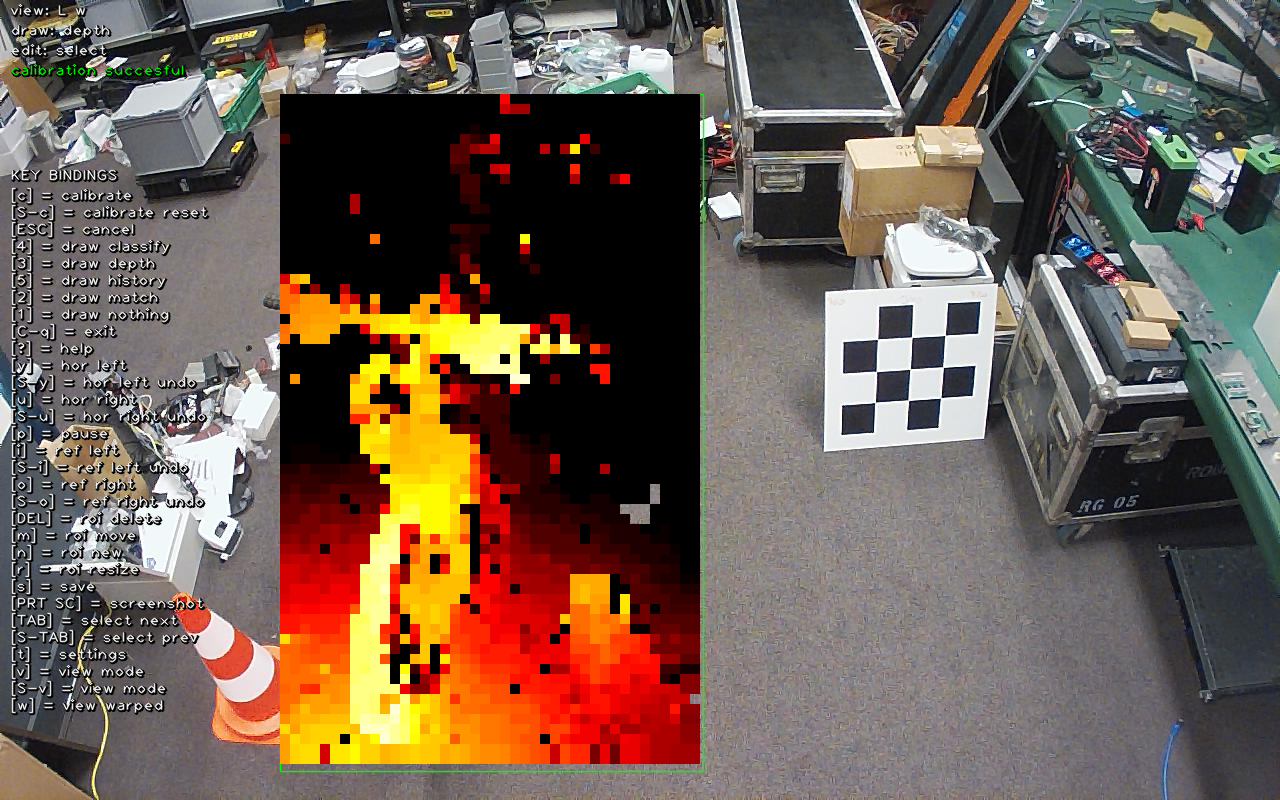 view: L w
draw: depth
edit: select
calibration succesful
KEY BINDINGS
[c] = calibrate
[S-c] = calibrate reset
[ESC] = cancel
[4] = draw classify
[3] = draw depth
[5] = draw history
[2] = draw match
[1] = draw nothing
[C-q] = exit
[?] = help
[y] = hor left
[S-y] = hor left undo
[u] = hor right
[S-u] = hor right undo
[p] = pause
[i] = ref left
[S-i] = ref left undo
[o] = ref right
[S-o] = ref right undo
[DEL] = roi delete
[m] = roi move
[n] = roi new
[r] = roi resize
[s] = save
[PRT SC] = screenshot
[TAB] = select next
[S-TAB] = select prev
[t] = settings
[v] = view mode
[S-v] = view mode
[w] = view warped
RG 05